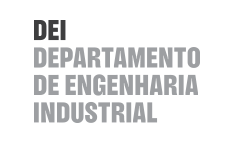 DEI
DEPARTAMENTO
DE ENGENHARIA
INDUSTRIAL